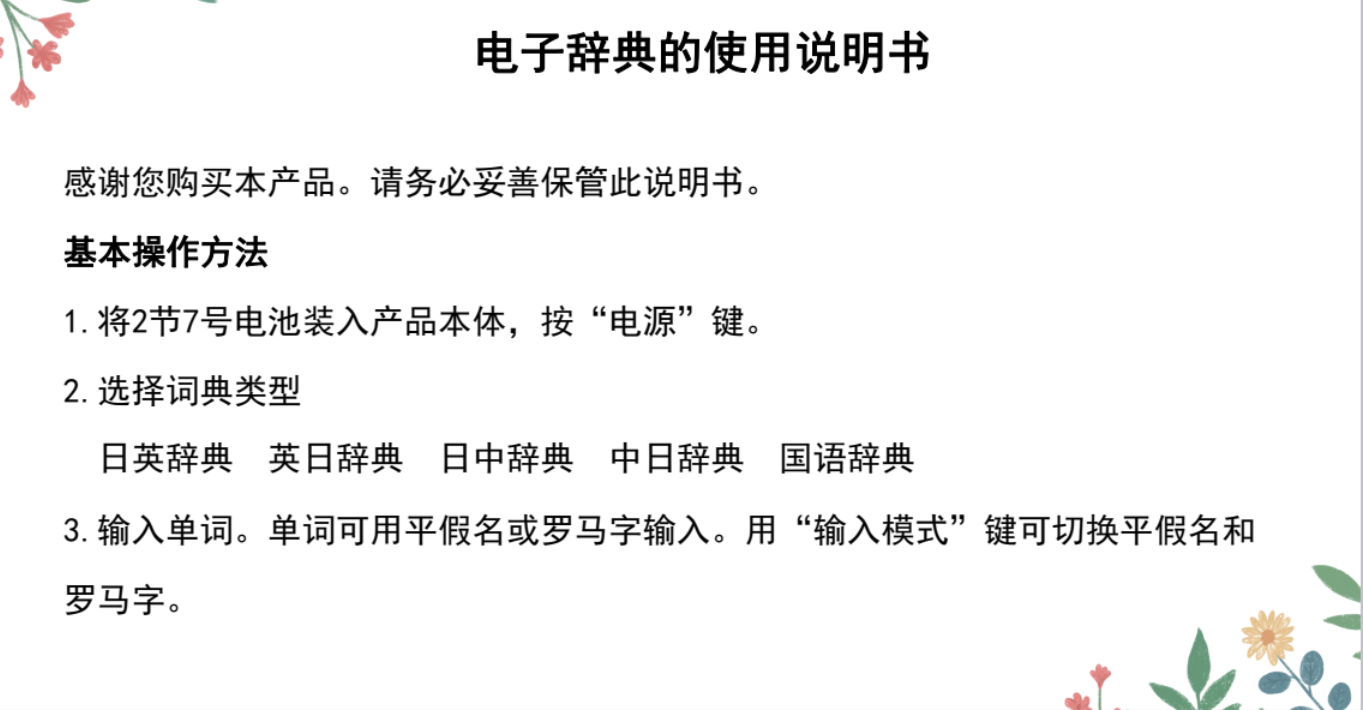 电子辞典的使用说明书
感谢您购买本产品。请务必妥善保管此说明书。
基本操作方法
1.将2节7号电池装入产品本体，按“电源”键。
2.选择词典类型
日英辞典　英日辞典　日中辞典　中日辞典　国语辞典
3.输入单词。单词可用平假名或罗马字输入。用“输入模式”键可切换平假名和
罗马字。